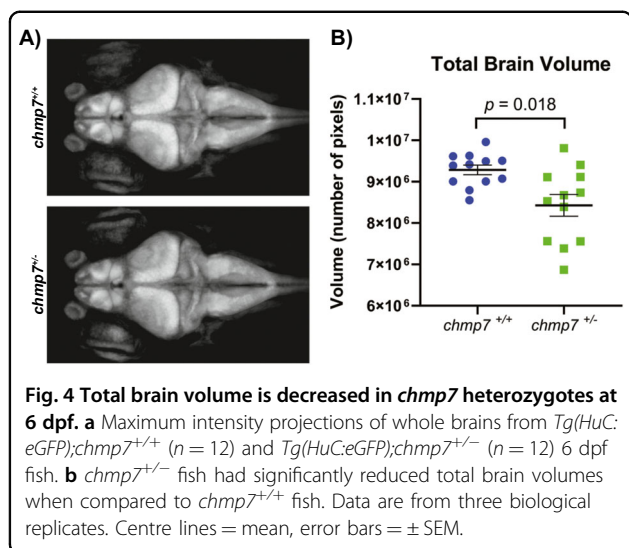 A)
chmp7+/+
chmp7+/-
B)
Total Brain Volume
p = 0.018
Volume (number of pixels)
1.1×10⁷
1×10⁷
9×10⁶
8×10⁶
7×10⁶
6×10⁶
chmp7 +/+
chmp7 +/-
Fig. 4 Total brain volume is decreased in chmp7 heterozygotes at
6 dpf. a Maximum intensity projections of whole brains from Tg(HuC:
eGFP);chmp7+/+ (n = 12) and Tg(HuC:eGFP);chmp7+/− (n = 12) 6 dpf
fish. b chmp7+/− fish had significantly reduced total brain volumes
when compared to chmp7+/+ fish. Data are from three biological
replicates. Centre lines = mean, error bars = ± SEM.